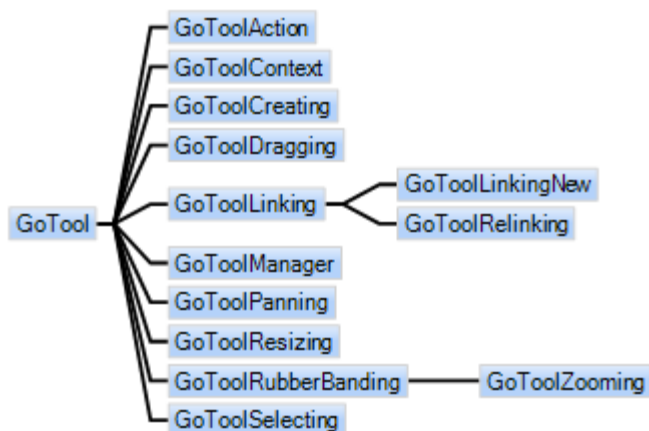 GoToolAction
GoToolContext
GoToolCreating
GoToolDragging
GoToolLinkingNew
GoToolLinking
GoTool
GoToolRelinking
GoToolManager
GoToolPanning
GoToolResizing
GoToolRubberBanding
GoToolZooming
GoToolSelecting